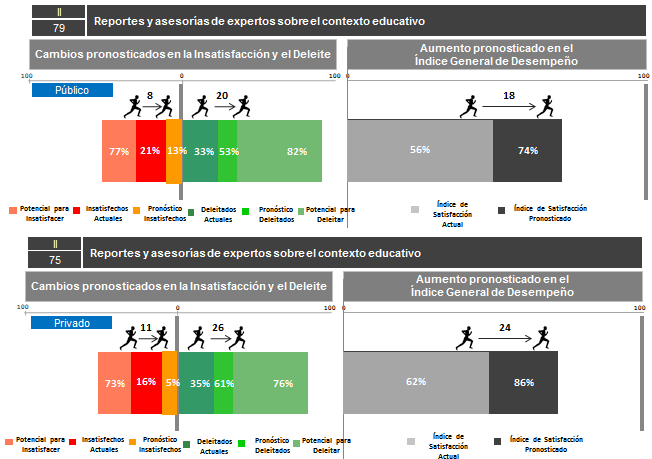 II
79
Reportes y asesorías de expertos sobre el contexto educativo
Cambios pronosticados en la Insatisfacción y el Deleite
Aumento pronosticado en el
Índice General de Desempeño
100
0
100
0
100
Público
8
20
18
77%
21%
13%
33%
53%
82%
56%
74%
Potencial para
Insatisfacer
Insatisfechos
Actuales
Pronóstico
Insatisfechos
Deleitados
Actuales
Pronóstico
Deleitados
Potencial para
Deleitar
Índice de
Satisfacción
Actual
Índice de Satisfacción
Pronosticado
II
75
Reportes y asesorías de expertos sobre el contexto educativo
Cambios pronosticados en la Insatisfacción y el Deleite
Aumento pronosticado en el
Índice General de Desempeño
100
0
100
0
100
Privado
11
26
24
73%
16%
5%
35%
61%
76%
62%
86%
Potencial para
Insatisfacer
Insatisfechos
Actuales
Pronóstico
Insatisfechos
Deleitados
Actuales
Pronóstico
Deleitados
Potencial para
Deleitar
Índice de
Satisfacción
Actual
Índice de Satisfacción
Pronosticado